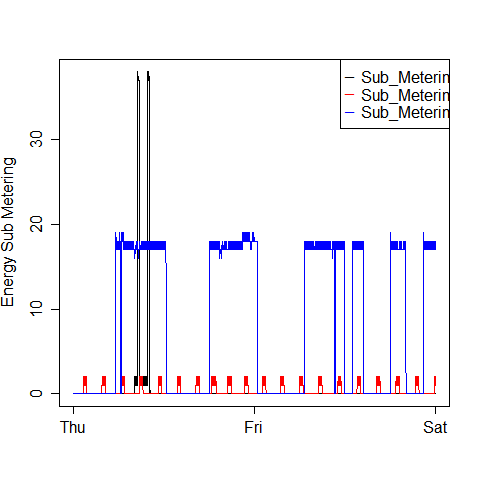 Sub_Meterin
Sub_Meterin
Sub_Meterin
Energy Sub Metering
0
10
20
30
Thu
Fri
Sat